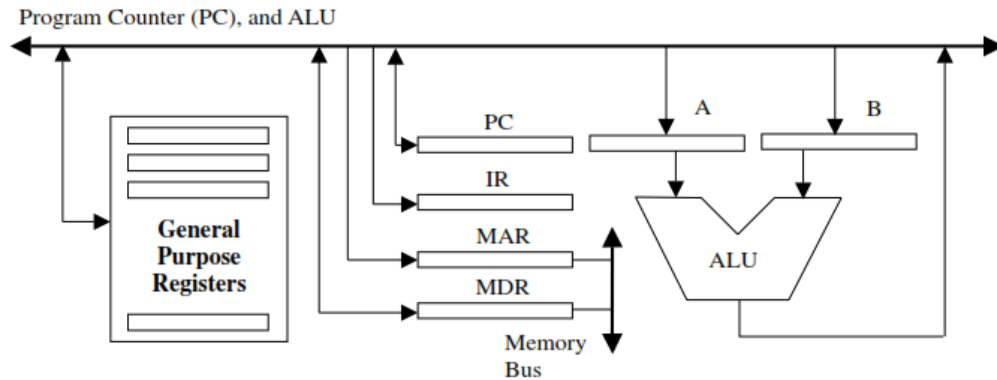 Program Counter (PC), and ALU
A
B
PC
IR
General
Purpose
Registers
MAR
ALU
MDR
Memory
Bus